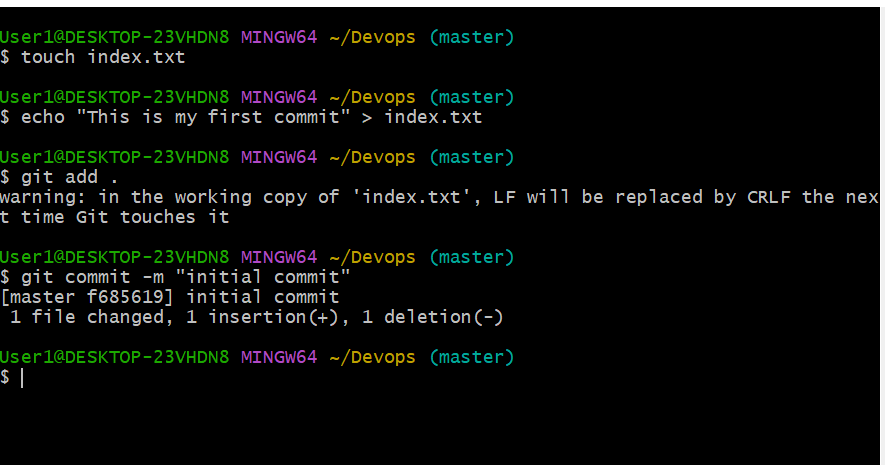 User1@DESKTOP-23VHDN8 MINGW64 ~/Devops (master)
$ touch index.txt
User1@DESKTOP-23VHDN8 MINGW64 ~/Devops (master)
$ echo "This is my first commit" > index.txt
User1@DESKTOP-23VHDN8 MINGW64 ~/Devops (master)
$ git add .
warning: in the working copy of 'index.txt', LF will be replaced by CRLF the nex
t time Git touches it
User1@DESKTOP-23VHDN8 MINGW64 ~/Devops (master)
$ git commit -m "initial commit"
[master f685619] initial commit
 1 file changed, 1 insertion(+), 1 deletion(-)
User1@DESKTOP-23VHDN8 MINGW64 ~/Devops (master)
$